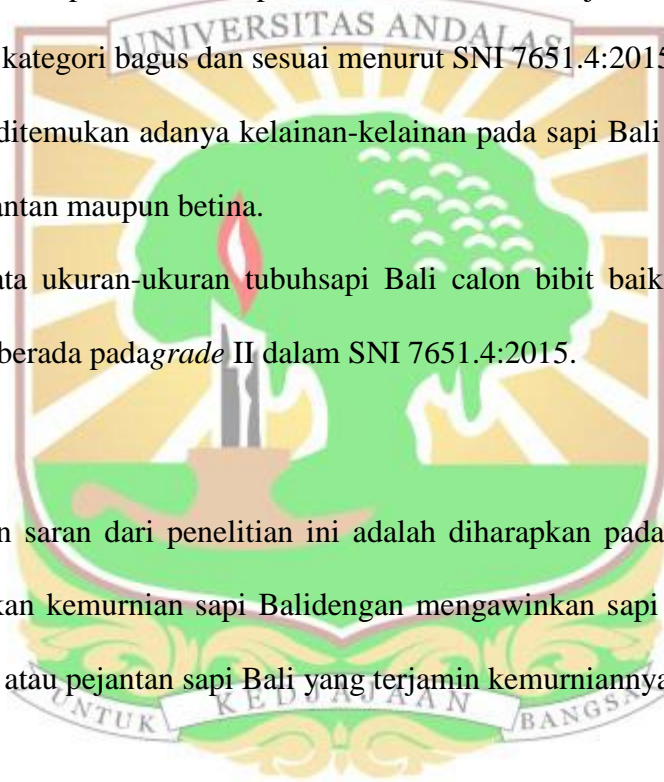 UNIVERSITAS ANDALAS
kategori bagus dan sesuai menurut SNI 7651.4:2015
ditemukan adanya kelainan-kelainan pada sapi Bali
antan maupun betina.
ata ukuran-ukuran tubuhsapi Bali calon bibit baik
berada padagrade II dalam SNI 7651.4:2015.
n saran dari penelitian ini adalah diharapkan pada
kan kemurnian sapi Balidengan mengawinkan sapi
atau pejantan sapi Bali yang terjamin kemurniannya
UNTUK KEDJAJAAN BANGSA